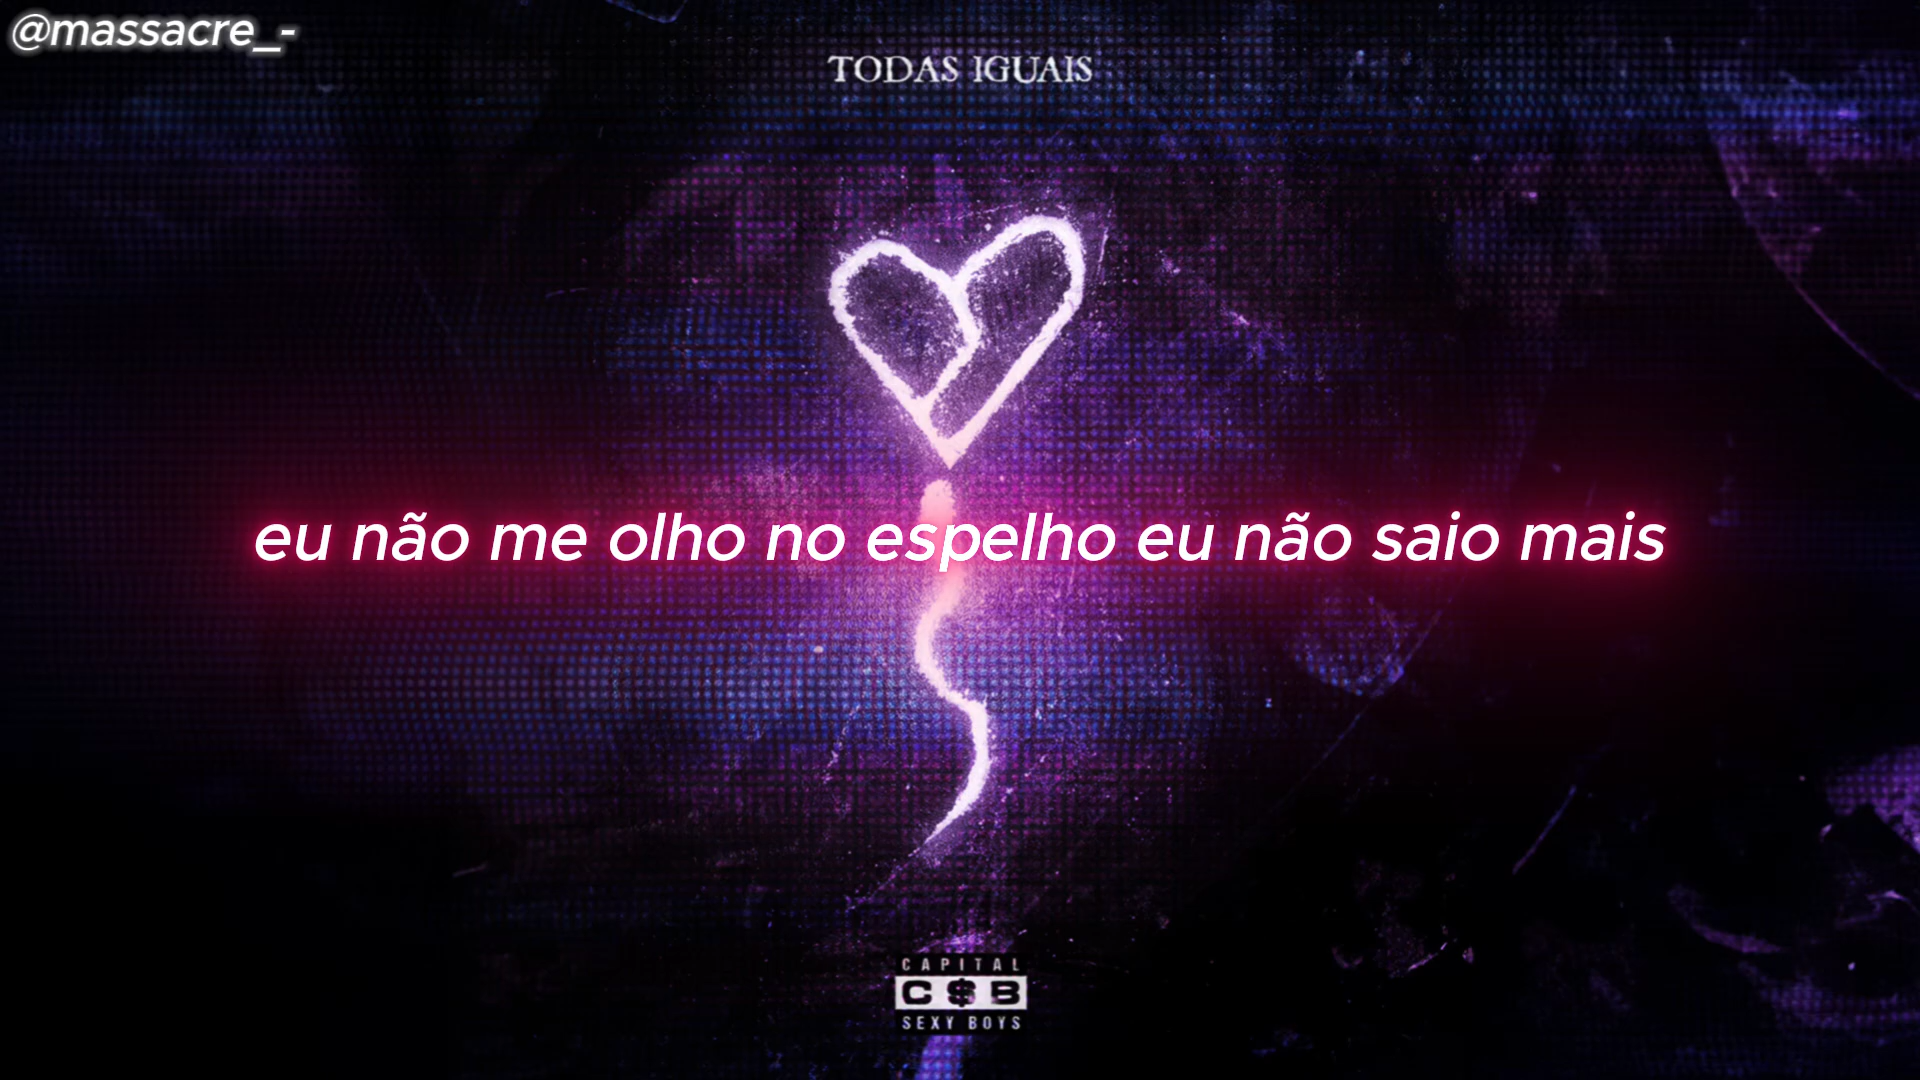 @massacre_-
TODAS IGUAIS
eu não me olho no espelho eu não saio mais
CAPITAL
C$B
SEXY BOYS